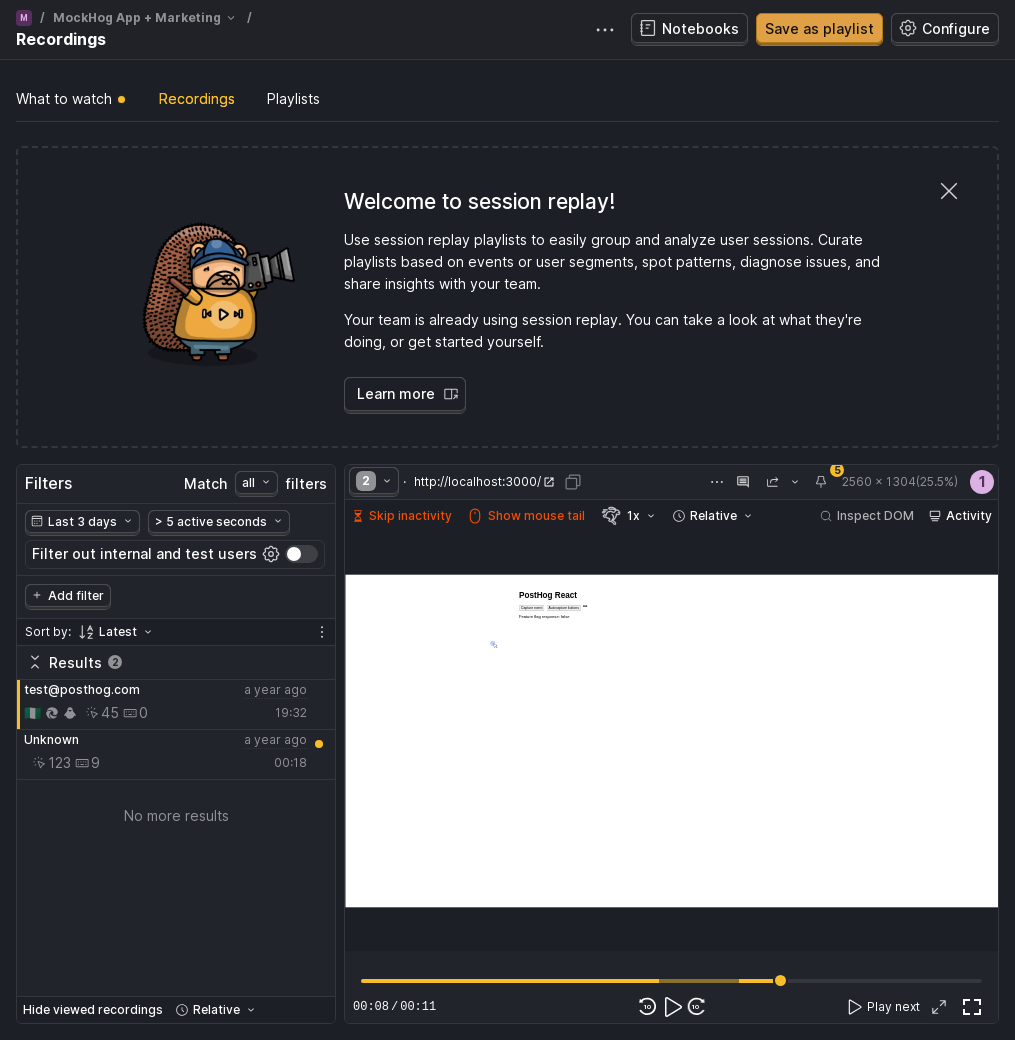 M / MockHog App + Marketing /
Recordings
Notebooks
Save as playlist
Configure
What to watch
Recordings
Playlists
Welcome to session replay!
Use session replay playlists to easily group and analyze user sessions. Curate
playlists based on events or user segments, spot patterns, diagnose issues, and
share insights with your team.
Your team is already using session replay. You can take a look at what they're
doing, or get started yourself.
Learn more
Filters
Match all filters
Last 3 days
> 5 active seconds
Filter out internal and test users
Add filter
Sort by: Latest
Results 2
test@posthog.com a year ago
45 0 19:32
Unknown a year ago
123 9 00:18
No more results
Hide viewed recordings Relative
2 · http://localhost:3000/ 5 2560 × 1304(25.5%) 1
Skip inactivity Show mouse tail 1x Relative Inspect DOM Activity
PostHog React
Capture event Autocapture buttons
Feature flag response: false
00:08 / 00:11 10 10 Play next